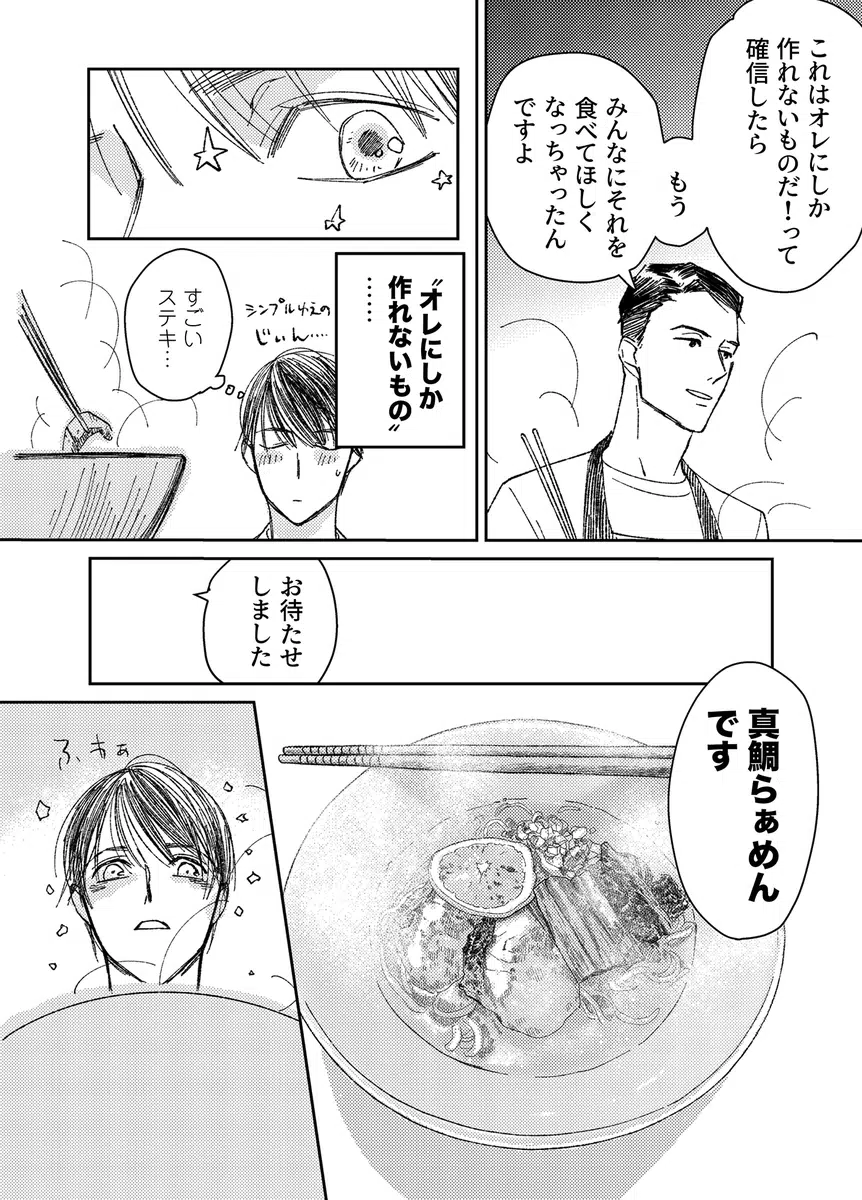 これはオレにしか
作れないものだ!って
確信したら
もう
みんなにそれを
食べてほしく
なっちゃったん
ですよ
〝オレにしか
作れないもの〟
……
シンプルゆえの
じぃん……
すごい
ステキ…
お待たせ
しました
真鯛らぁめん
です
ふわぁ